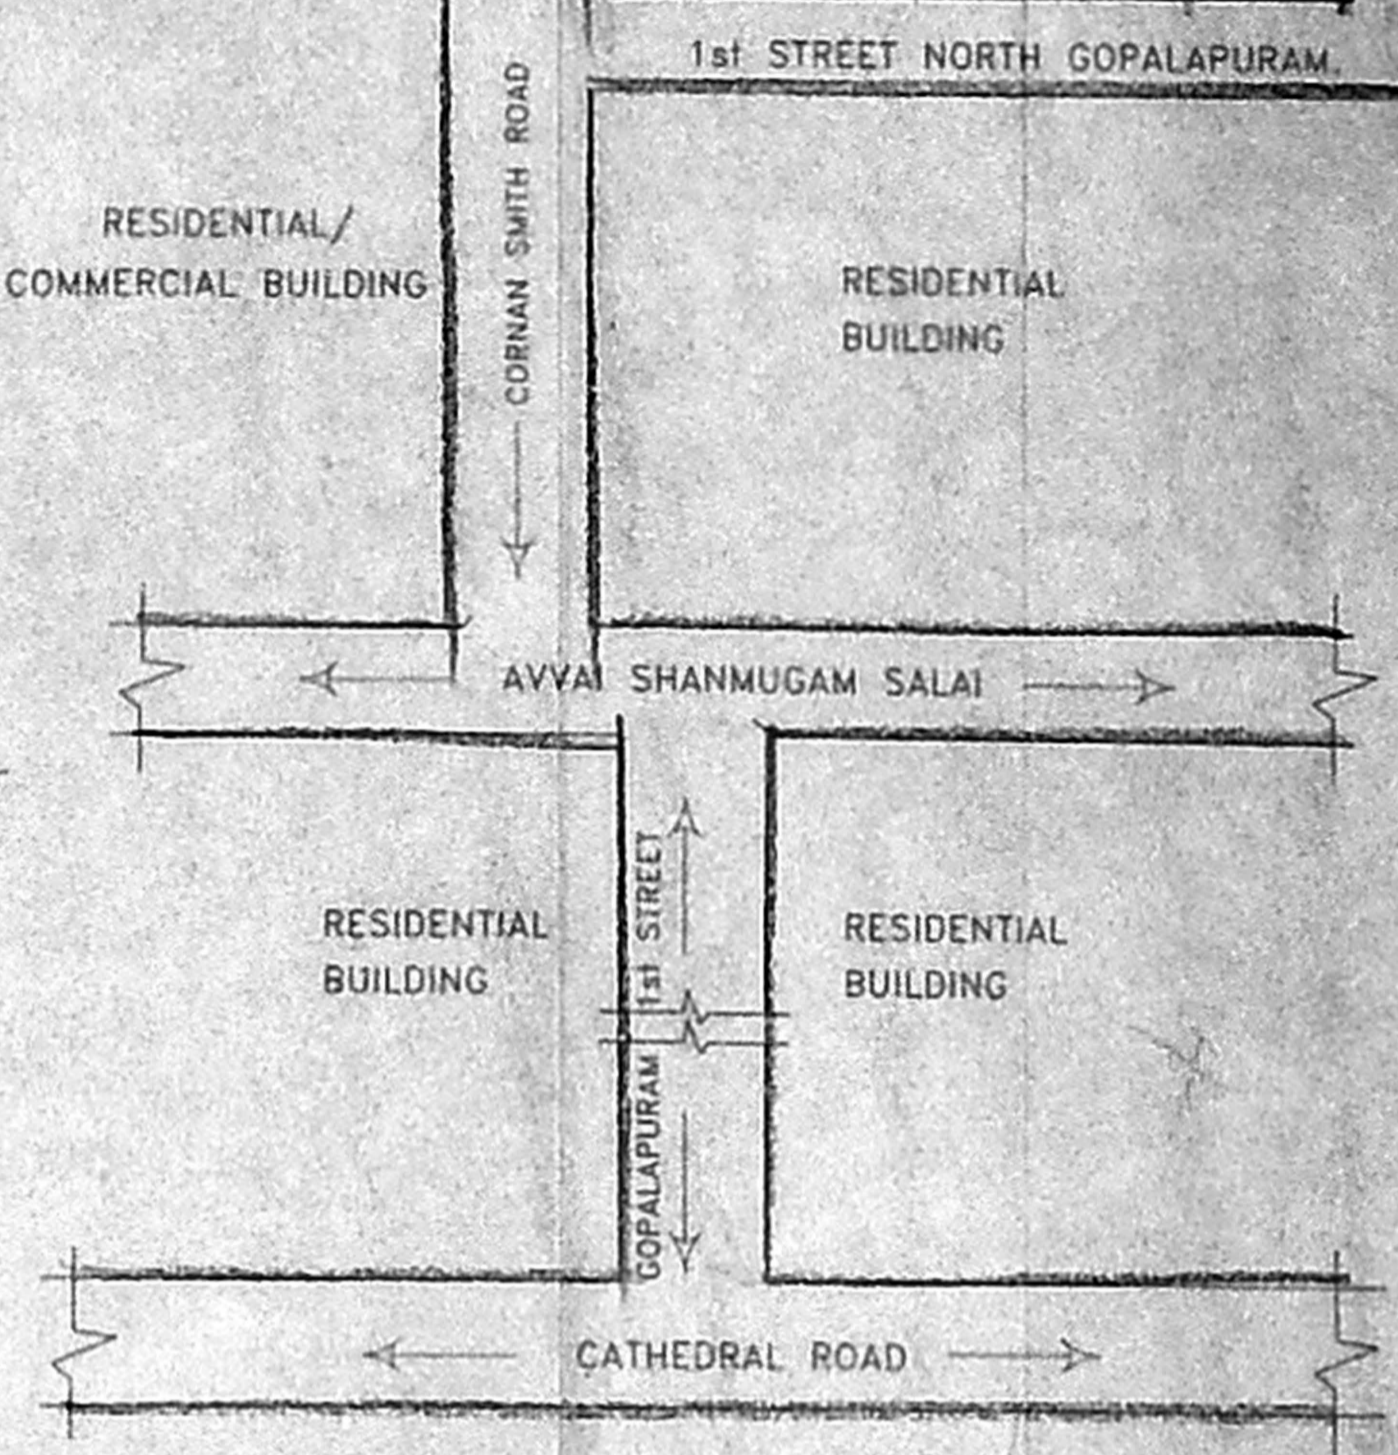 1st STREET NORTH GOPALAPURAM.
CORNAN SMITH ROAD
RESIDENTIAL/
COMMERCIAL BUILDING
RESIDENTIAL
BUILDING
AVVAI SHANMUGAM SALAI
RESIDENTIAL
BUILDING
GOPALAPURAM 1st STREET
RESIDENTIAL
BUILDING
CATHEDRAL ROAD